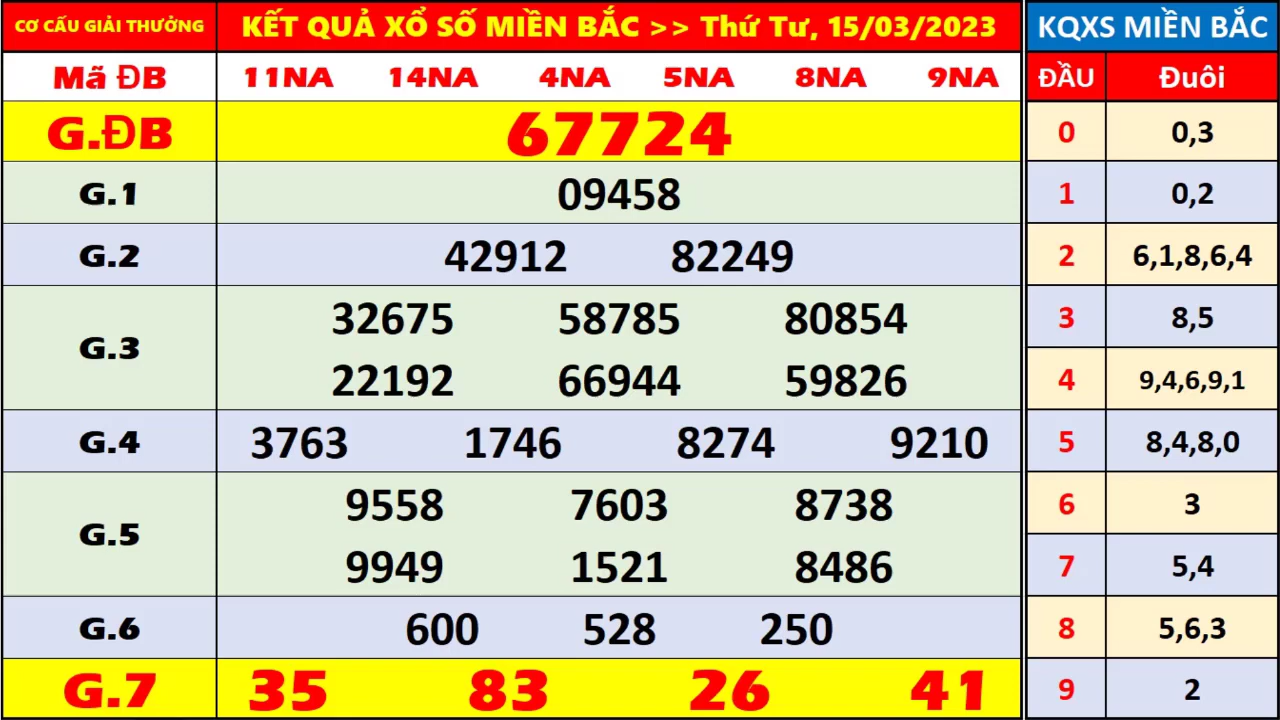 CƠ CẤU GIẢI THƯỞNG
KẾT QUẢ XỔ SỐ MIỀN BẮC >> Thứ Tư, 15/03/2023
KQXS MIỀN BẮC
Mã ĐB 11NA 14NA 4NA 5NA 8NA 9NA
ĐẦU Đuôi
G.ĐB 67724
0 0,3
G.1 09458
1 0,2
G.2 42912 82249
2 6,1,8,6,4
G.3
32675 58785 80854
3 8,5
22192 66944 59826
4 9,4,6,9,1
G.4 3763 1746 8274 9210
5 8,4,8,0
G.5
9558 7603 8738
6 3
9949 1521 8486
7 5,4
G.6 600 528 250
8 5,6,3
G.7 35 83 26 41
9 2